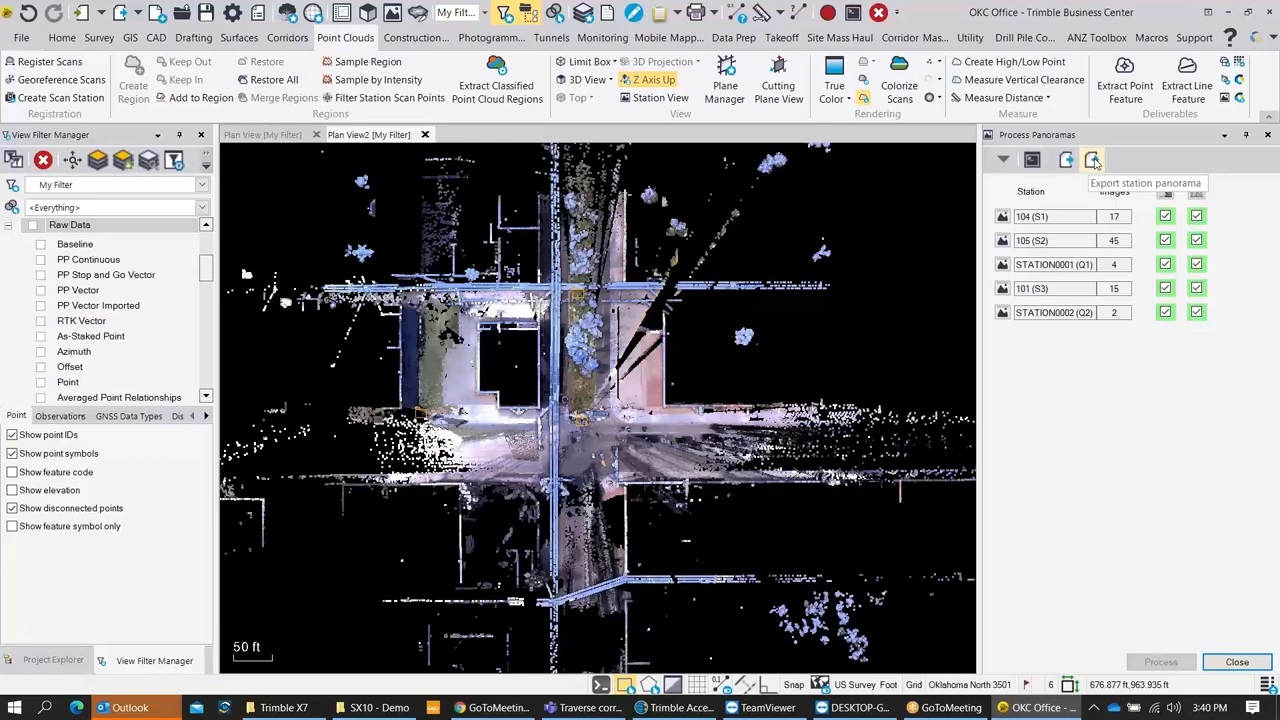 My Filt...
OKC Office - Trimble Business Center
File Home Survey GIS CAD Drafting Surfaces Corridors Point Clouds Construction... Photogramm... Tunnels Monitoring Mobile Mapp... Data Prep Takeoff Site Mass Haul Corridor Mas... Utility Drill Pile Co... ANZ Toolbox Macros Support
Register Scans
Georeference Scans
Create Scan Station
Registration
Create Region
Keep Out
Keep In
Add to Region
Restore
Restore All
Merge Regions
Sample Region
Sample by Intensity
Filter Station Scan Points
Extract Classified Point Cloud Regions
Regions
Limit Box
3D View
Top
3D Projection
Z Axis Up
Station View
Plane Manager
Cutting Plane View
View
True Color
Colorize Scans
Rendering
Create High/Low Point
Measure Vertical Clearance
Measure Distance
Measure
Extract Point Feature
Extract Line Feature
Deliverables
View Filter Manager
My Filter
<Everything>
Raw Data
Baseline
PP Continuous
PP Stop and Go Vector
PP Vector
PP Vector Imported
RTK Vector
As-Staked Point
Azimuth
Offset
Point
Averaged Point Relationships
Point Observations GNSS Data Types Dis
Show point IDs
Show point symbols
Show feature code
Show elevation
Show disconnected points
Show feature symbol only
Project Explorer
View Filter Manager
Plan View [My Filter]
Plan View2 [My Filter]
50 ft
Process Panoramas
Export station panorama
Station
104 (S1) 17
105 (S2) 45
STATION0001 (Q1) 4
101 (S3) 15
STATION0002 (Q2) 2
Process
Close
Snap
US Survey Foot
Grid
Oklahoma North 3501
6
676.877 ft,963.935 ft
Outlook
Trimble X7
SX10 - Demo
GoToMeeting...
Traverse corr...
Trimble Acce...
TeamViewer
DESKTOP-G...
GoToMeeting
OKC Office - ...
3:40 PM